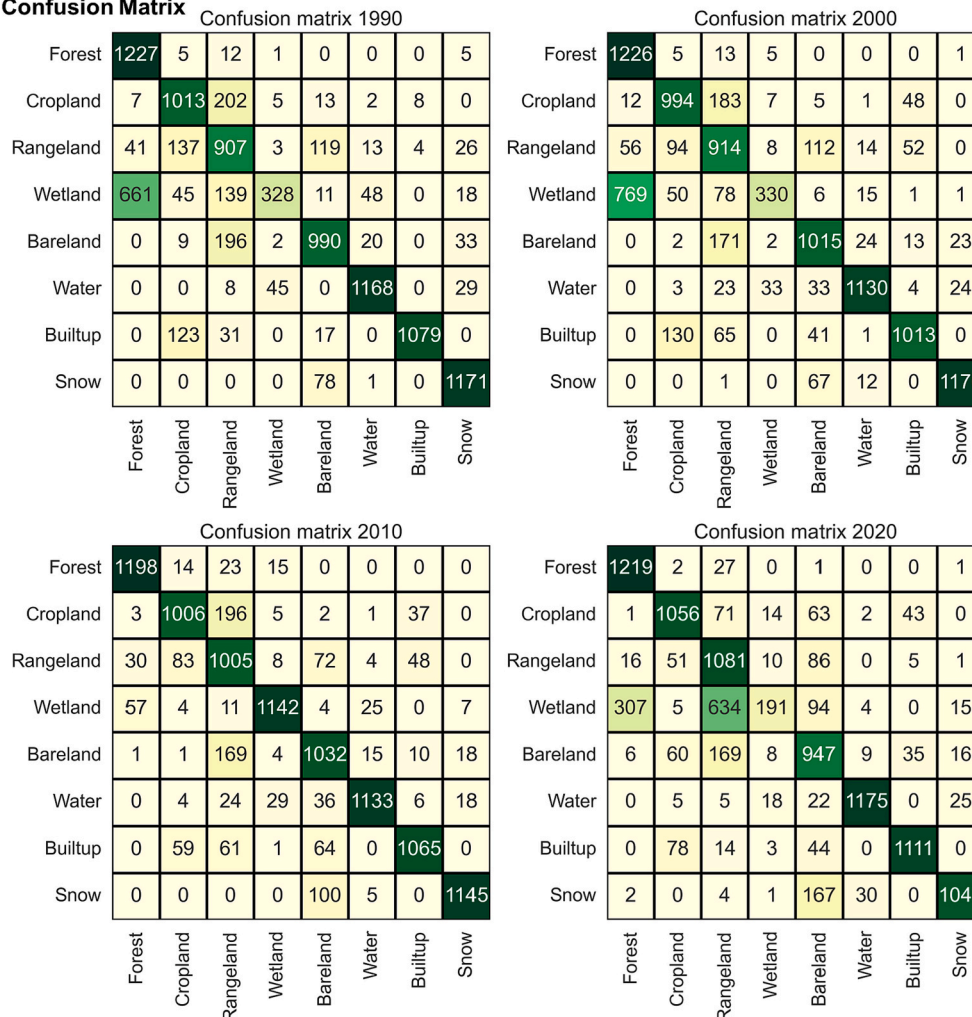 Confusion Matrix
Confusion matrix 1990
Forest 1227 5 12 1 0 0 0 5
Cropland 7 1013 202 5 13 2 8 0
Rangeland 41 137 907 3 119 13 4 26
Wetland 661 45 139 328 11 48 0 18
Bareland 0 9 196 2 990 20 0 33
Water 0 0 8 45 0 1168 0 29
Builtup 0 123 31 0 17 0 1079 0
Snow 0 0 0 0 78 1 0 1171
Forest Cropland Rangeland Wetland Bareland Water Builtup Snow
Confusion matrix 2000
Forest 1226 5 13 5 0 0 0 1
Cropland 12 994 183 7 5 1 48 0
Rangeland 56 94 914 8 112 14 52 0
Wetland 769 50 78 330 6 15 1 1
Bareland 0 2 171 2 1015 24 13 23
Water 0 3 23 33 33 1130 4 24
Builtup 0 130 65 0 41 1 1013 0
Snow 0 0 1 0 67 12 0 117
Forest Cropland Rangeland Wetland Bareland Water Builtup Snow
Confusion matrix 2010
Forest 1198 14 23 15 0 0 0 0
Cropland 3 1006 196 5 2 1 37 0
Rangeland 30 83 1005 8 72 4 48 0
Wetland 57 4 11 1142 4 25 0 7
Bareland 1 1 169 4 1032 15 10 18
Water 0 4 24 29 36 1133 6 18
Builtup 0 59 61 1 64 0 1065 0
Snow 0 0 0 0 100 5 0 1145
Forest Cropland Rangeland Wetland Bareland Water Builtup Snow
Confusion matrix 2020
Forest 1219 2 27 0 1 0 0 1
Cropland 1 1056 71 14 63 2 43 0
Rangeland 16 51 1081 10 86 0 5 1
Wetland 307 5 634 191 94 4 0 15
Bareland 6 60 169 8 947 9 35 16
Water 0 5 5 18 22 1175 0 25
Builtup 0 78 14 3 44 0 1111 0
Snow 2 0 4 1 167 30 0 104
Forest Cropland Rangeland Wetland Bareland Water Builtup Snow